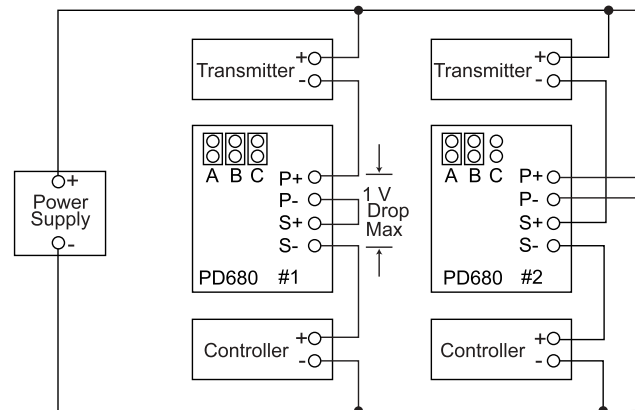 +
Transmitter
-
A B C
P+
P-
S+
S-
1 V
Drop
Max
PD680 #1
+
Controller
-
+
Power
Supply
-
+
Transmitter
-
A B C
P+
P-
S+
S-
PD680 #2
+
Controller
-